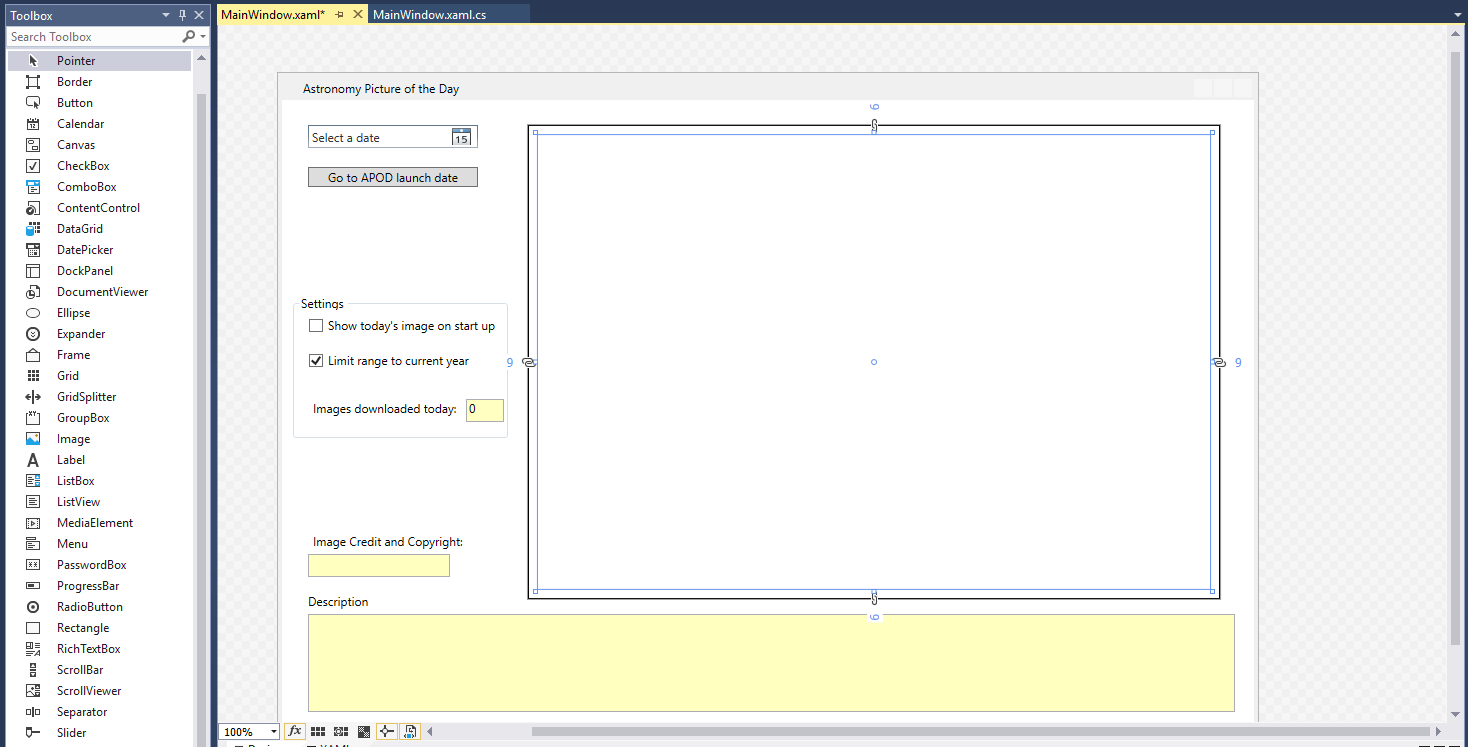 Toolbox
MainWindow.xaml*
MainWindow.xaml.cs
Search Toolbox
Pointer
Border
Button
Calendar
Canvas
CheckBox
ComboBox
ContentControl
DataGrid
DatePicker
DockPanel
DocumentViewer
Ellipse
Expander
Frame
Grid
GridSplitter
GroupBox
Image
Label
ListBox
ListView
MediaElement
Menu
PasswordBox
ProgressBar
RadioButton
Rectangle
RichTextBox
ScrollBar
ScrollViewer
Separator
Slider
Astronomy Picture of the Day
Select a date 15
Go to APOD launch date
Settings
Show today's image on start up
Limit range to current year
Images downloaded today: 0
Image Credit and Copyright:
Description
9
9
9
9
100%
fx